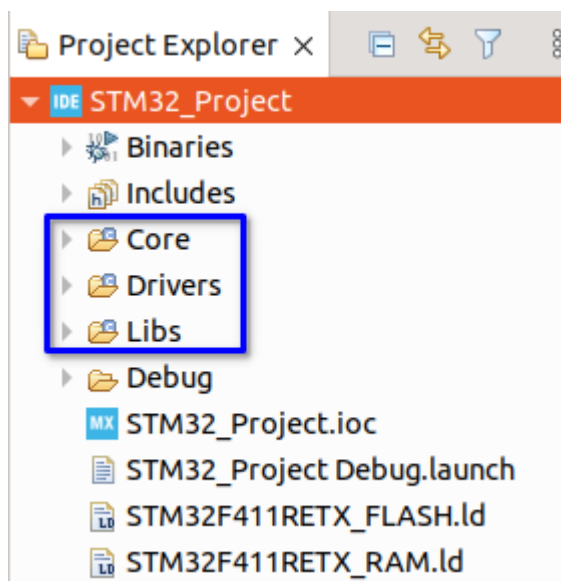 Project Explorer ×
IDE STM32_Project
Binaries
Includes
Core
Drivers
Libs
Debug
MX STM32_Project.ioc
STM32_Project Debug.launch
STM32F411RETX_FLASH.ld
STM32F411RETX_RAM.ld